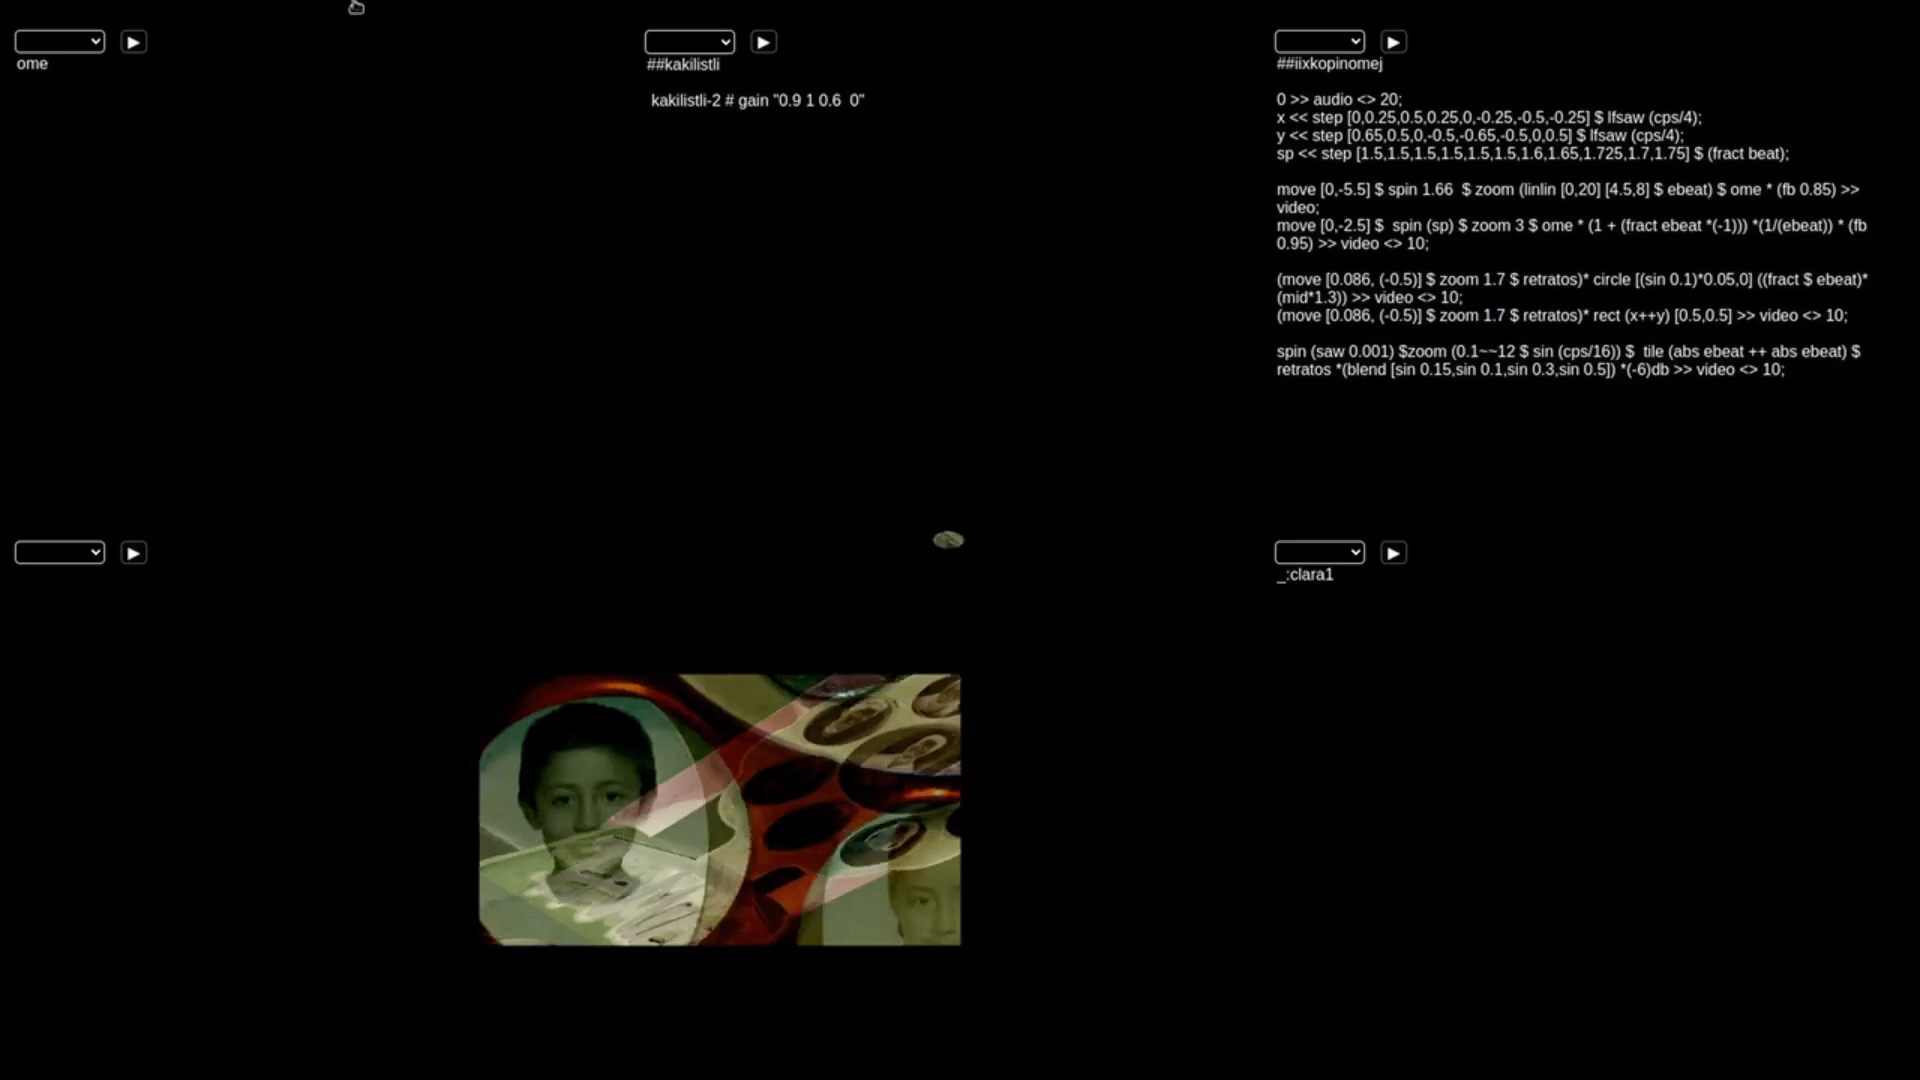 ome
##kakilistli
kakilistli-2 # gain "0.9 1 0.6  0"
##iixkopinomej
0 >> audio <> 20;
x << step [0,0.25,0.5,0.25,0,-0.25,-0.5,-0.25] $ lfsaw (cps/4);
y << step [0.65,0.5,0,-0.5,-0.65,-0.5,0,0.5] $ lfsaw (cps/4);
sp << step [1.5,1.5,1.5,1.5,1.5,1.5,1.6,1.65,1.725,1.7,1.75] $ (fract beat);
move [0,-5.5] $ spin 1.66  $ zoom (linlin [0,20] [4.5,8] $ ebeat) $ ome * (fb 0.85) >>
video;
move [0,-2.5] $  spin (sp) $ zoom 3 $ ome * (1 + (fract ebeat *(-1))) *(1/(ebeat)) * (fb
0.95) >> video <> 10;
(move [0.086, (-0.5)] $ zoom 1.7 $ retratos)* circle [(sin 0.1)*0.05,0] ((fract $ ebeat)*
(mid*1.3)) >> video <> 10;
(move [0.086, (-0.5)] $ zoom 1.7 $ retratos)* rect (x++y) [0.5,0.5] >> video <> 10;
spin (saw 0.001) $zoom (0.1~~12 $ sin (cps/16)) $  tile (abs ebeat ++ abs ebeat) $
retratos *(blend [sin 0.15,sin 0.1,sin 0.3,sin 0.5]) *(-6)db >> video <> 10;
_:clara1